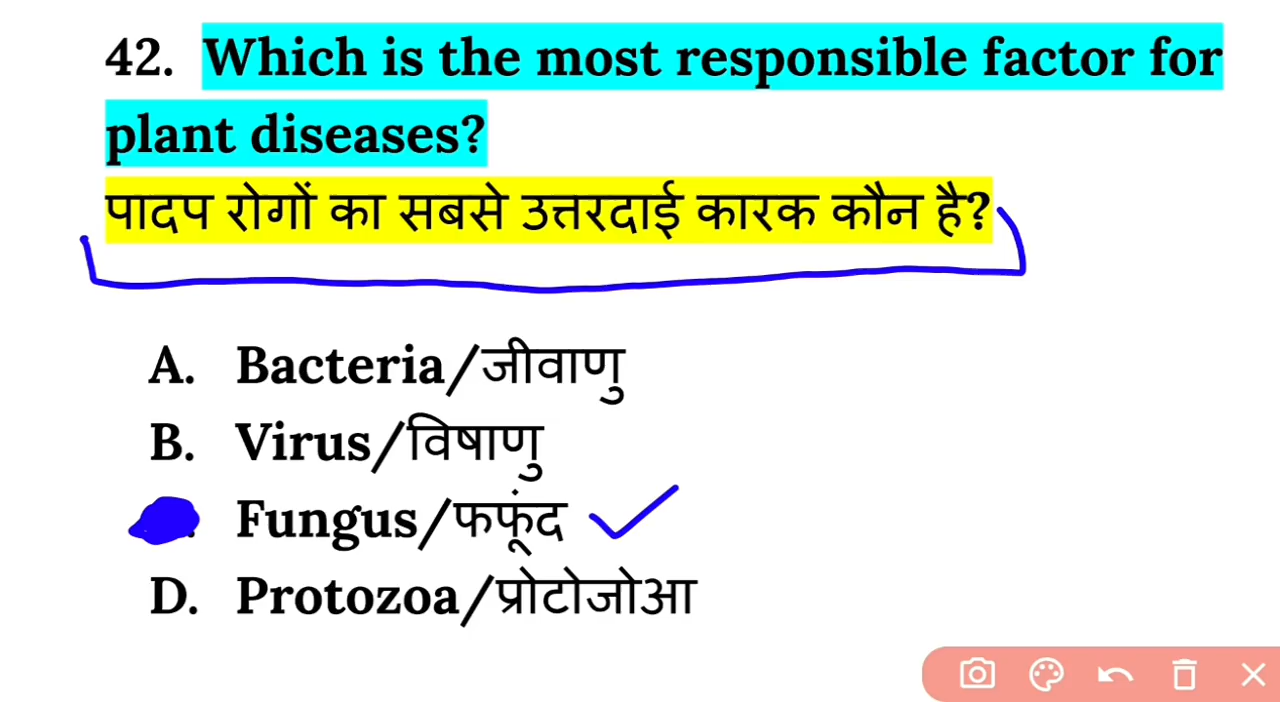 42. Which is the most responsible factor for
plant diseases?
पादप रोगों का सबसे उत्तरदाई कारक कौन है?
A. Bacteria/जीवाणु
B. Virus/विषाणु
Fungus/फफूंद
D. Protozoa/प्रोटोजोआ